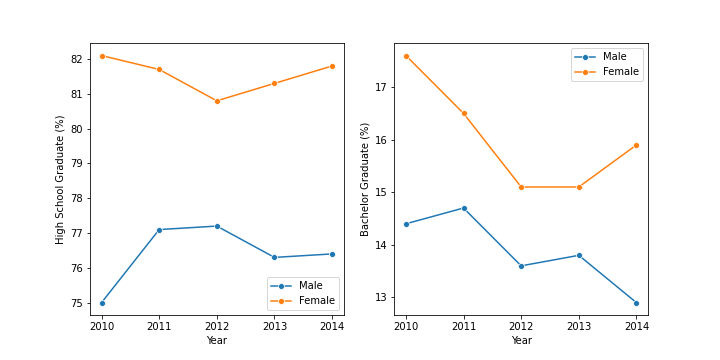 High School Graduate (%)
82
81
80
79
78
77
76
75
2010 2011 2012 2013 2014
Year
Male
Female
Bachelor Graduate (%)
17
16
15
14
13
2010 2011 2012 2013 2014
Year
Male
Female